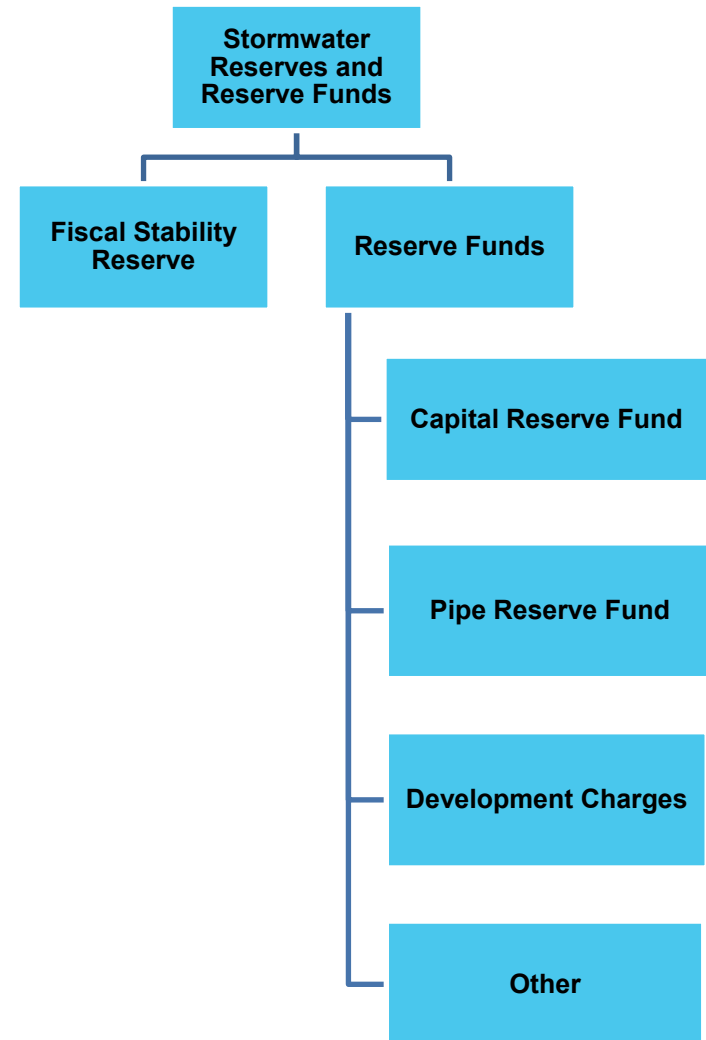 Stormwater
Reserves and
Reserve Funds
Fiscal Stability
Reserve
Reserve Funds
Capital Reserve Fund
Pipe Reserve Fund
Development Charges
Other